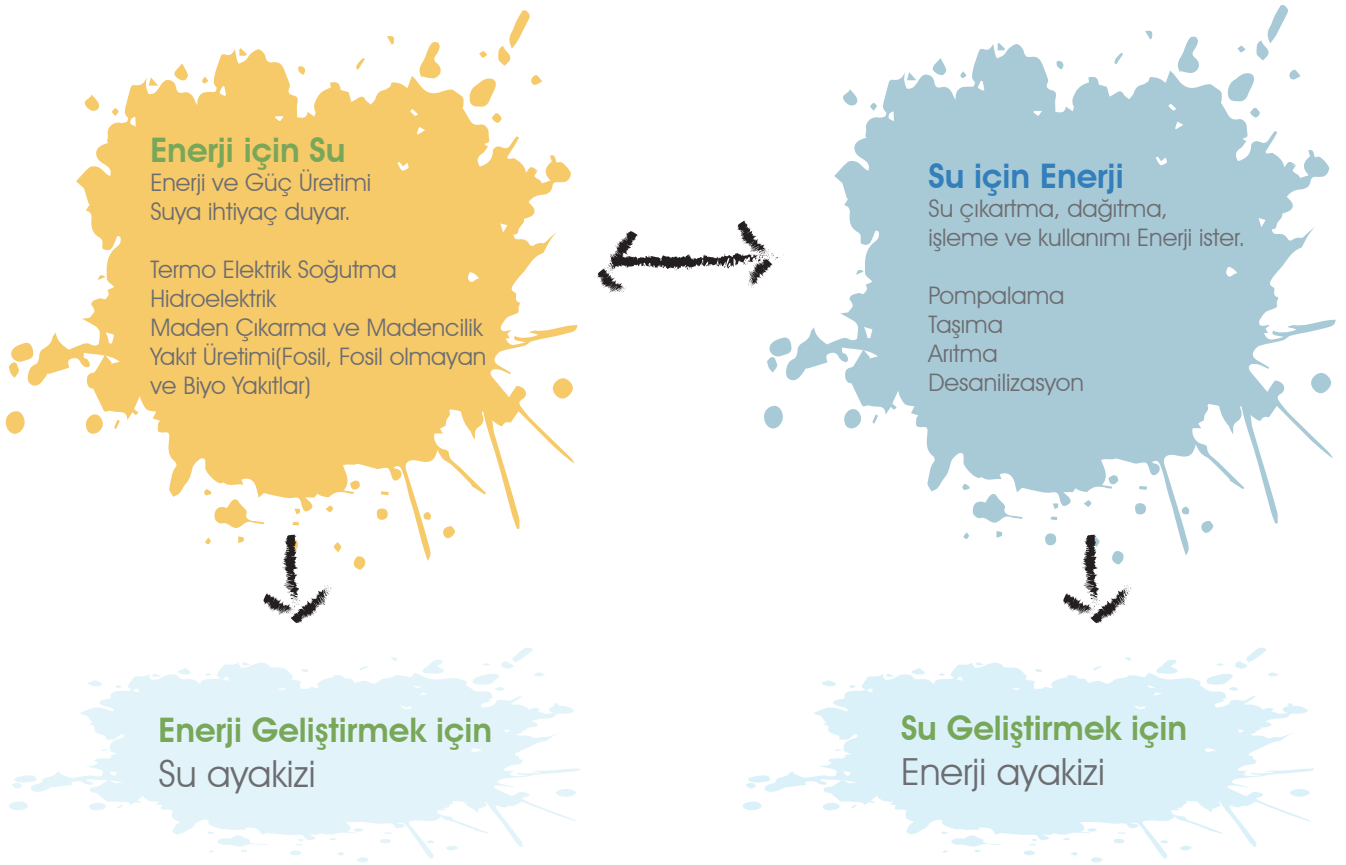 Enerji için Su
Enerji ve Güç Üretimi
Suya ihtiyaç duyar.
Termo Elektrik Soğutma
Hidroelektrik
Maden Çıkarma ve Madencilik
Yakıt Üretimi(Fosil, Fosil olmayan
ve Biyo Yakıtlar)
Su için Enerji
Su çıkartma, dağıtma,
işleme ve kullanımı Enerji ister.
Pompalama
Taşıma
Arıtma
Desanilizasyon
Enerji Geliştirmek için
Su ayakizi
Su Geliştirmek için
Enerji ayakizi